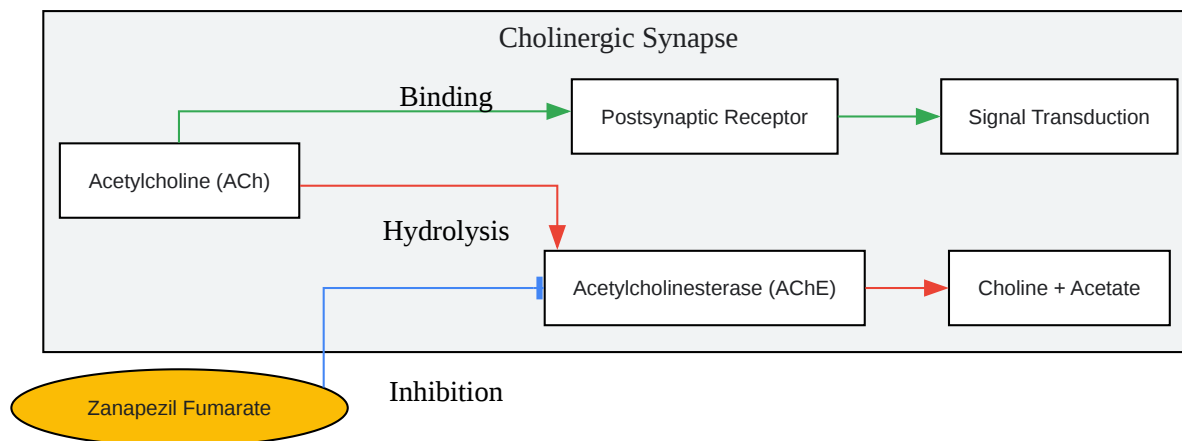 Cholinergic Synapse
Binding
Postsynaptic Receptor
Signal Transduction
Acetylcholine (ACh)
Hydrolysis
Acetylcholinesterase (AChE)
Choline + Acetate
Inhibition
Zanapezil Fumarate